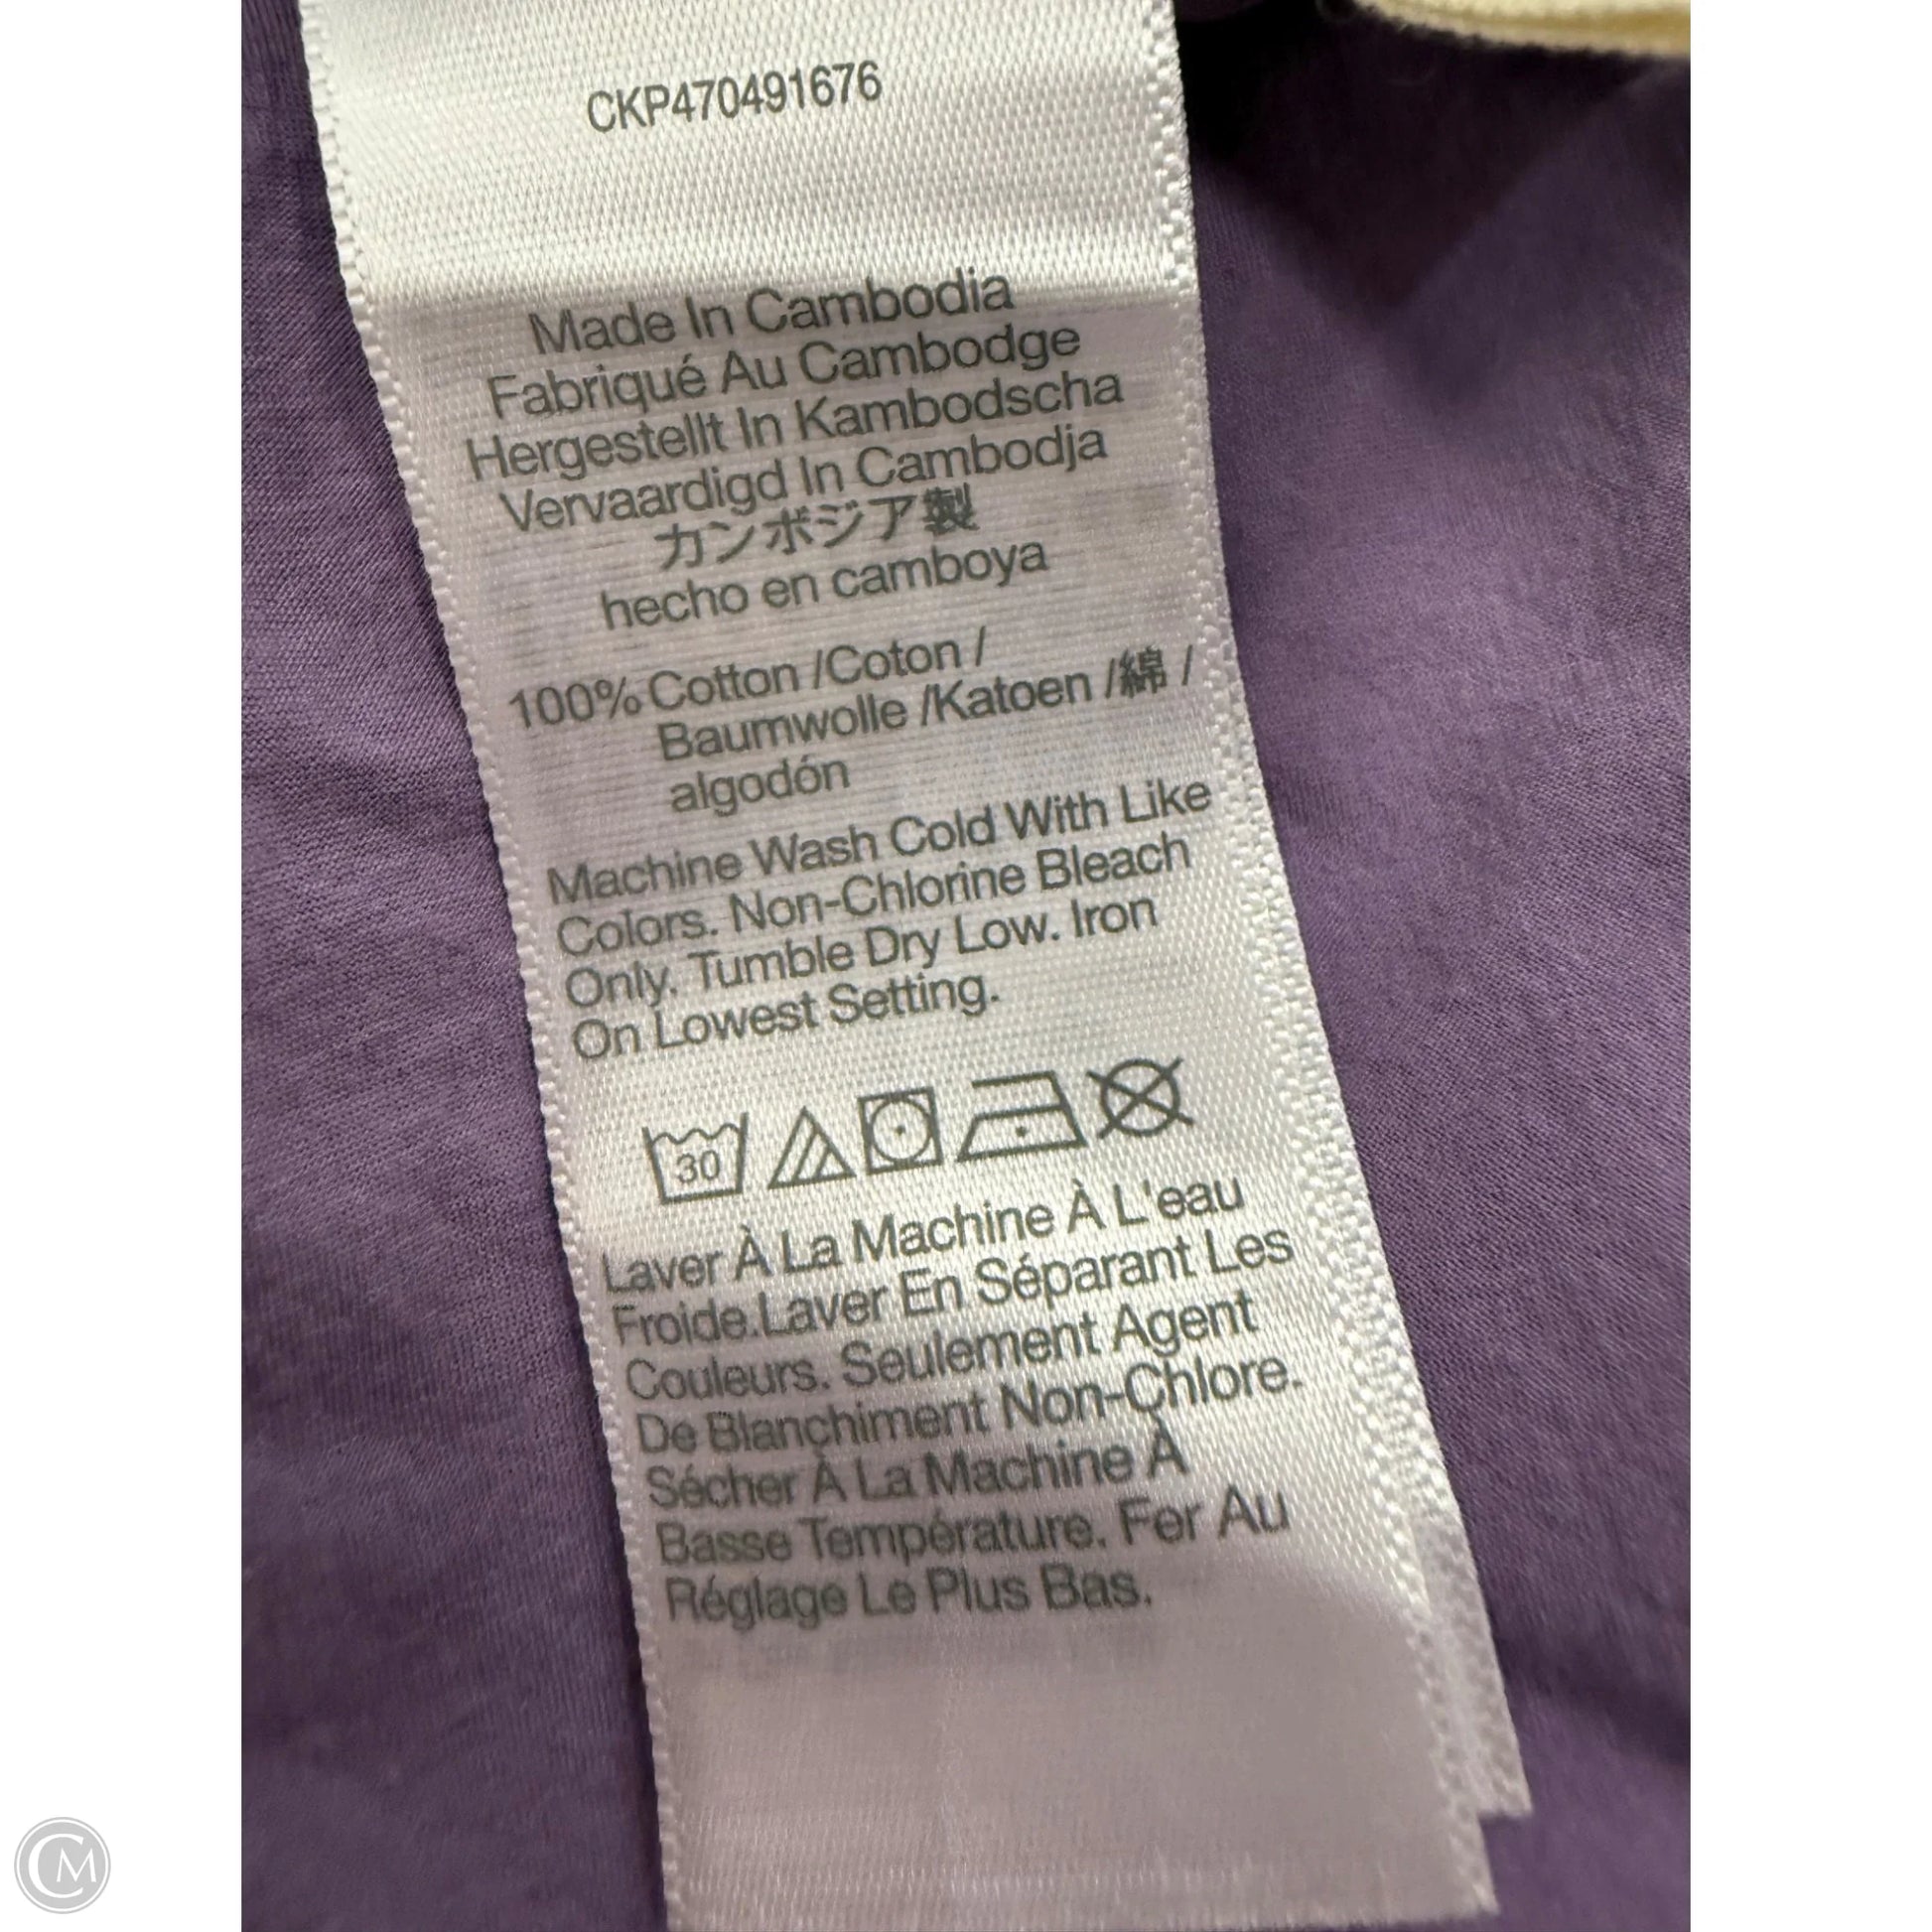 CKP470491676
Made In Cambodia
Fabriqué Au Cambodge
Hergestellt In Kambodscha
Vervaardigd In Cambodja
カンボジア製
hecho en camboya
100% Cotton /Coton /
Baumwolle /Katoen /綿 /
algodón
Machine Wash Cold With Like
Colors. Non-Chlorine Bleach
Only. Tumble Dry Low. Iron
On Lowest Setting.
30
Laver À La Machine À L'eau
Froide.Laver En Séparant Les
Couleurs. Seulement Agent
De Blanchiment Non-Chlore.
Sécher À La Machine À
Basse Température. Fer Au
Réglage Le Plus Bas.
CM